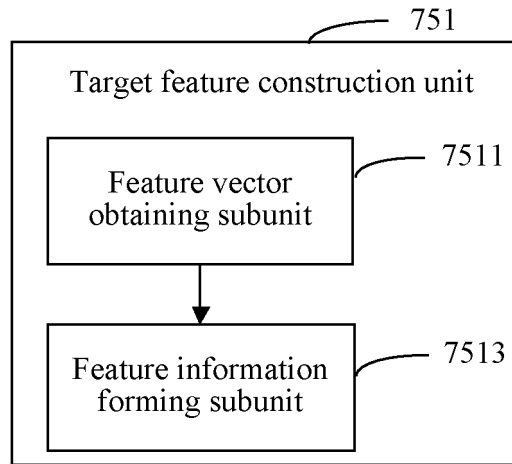 751
Target feature construction unit
7511
Feature vector
obtaining subunit
7513
Feature information
forming subunit